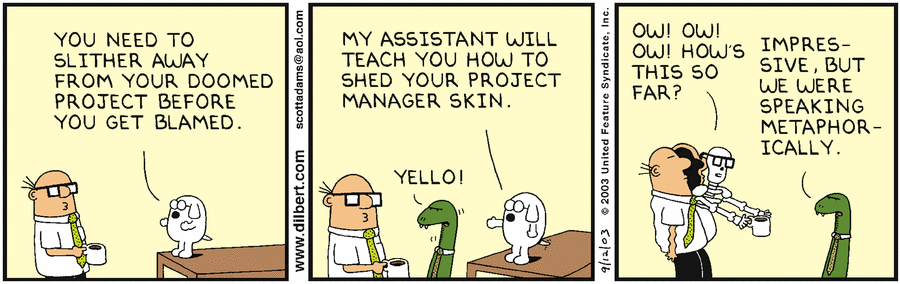 YOU NEED TO
SLITHER AWAY
FROM YOUR DOOMED
PROJECT BEFORE
YOU GET BLAMED.
www.dilbert.com scottadams@aol.com
MY ASSISTANT WILL
TEACH YOU HOW TO
SHED YOUR PROJECT
MANAGER SKIN.
YELLO!
9/12/03 © 2003 United Feature Syndicate, Inc.
OW! OW!
OW! HOW'S
THIS SO
FAR?
IMPRES-
SIVE, BUT
WE WERE
SPEAKING
METAPHOR-
ICALLY.